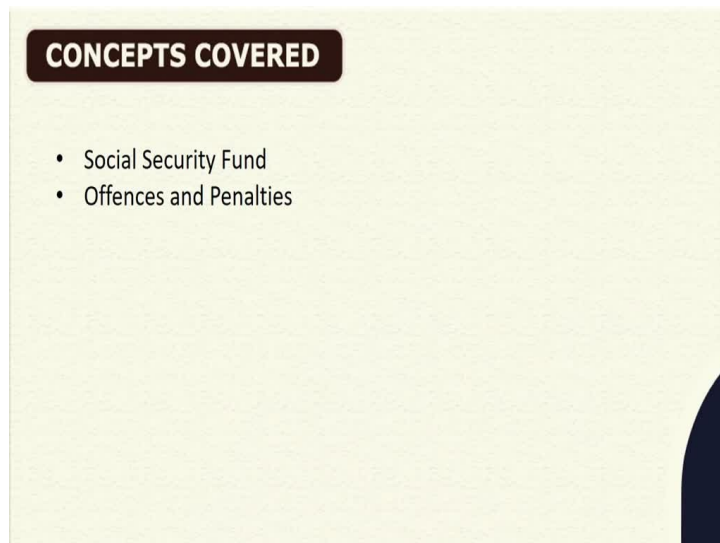 CONCEPTS COVERED
• Social Security Fund
• Offences and Penalties